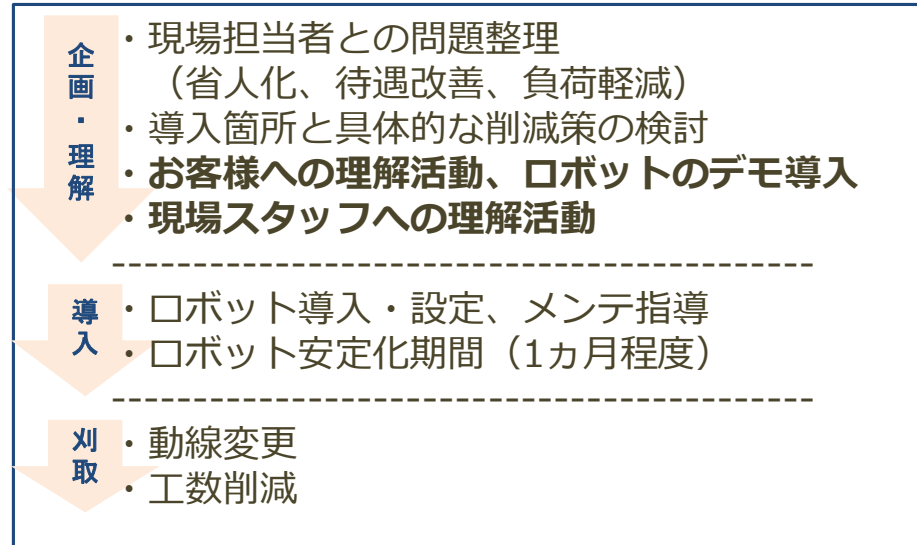 企画・理解
・現場担当者との問題整理
（省人化、待遇改善、負荷軽減）
・導入箇所と具体的な削減策の検討
・お客様への理解活動、ロボットのデモ導入
・現場スタッフへの理解活動
-------------------------------------------
導入
・ロボット導入・設定、メンテ指導
・ロボット安定化期間（1ヵ月程度）
-------------------------------------------
刈取
・動線変更
・工数削減